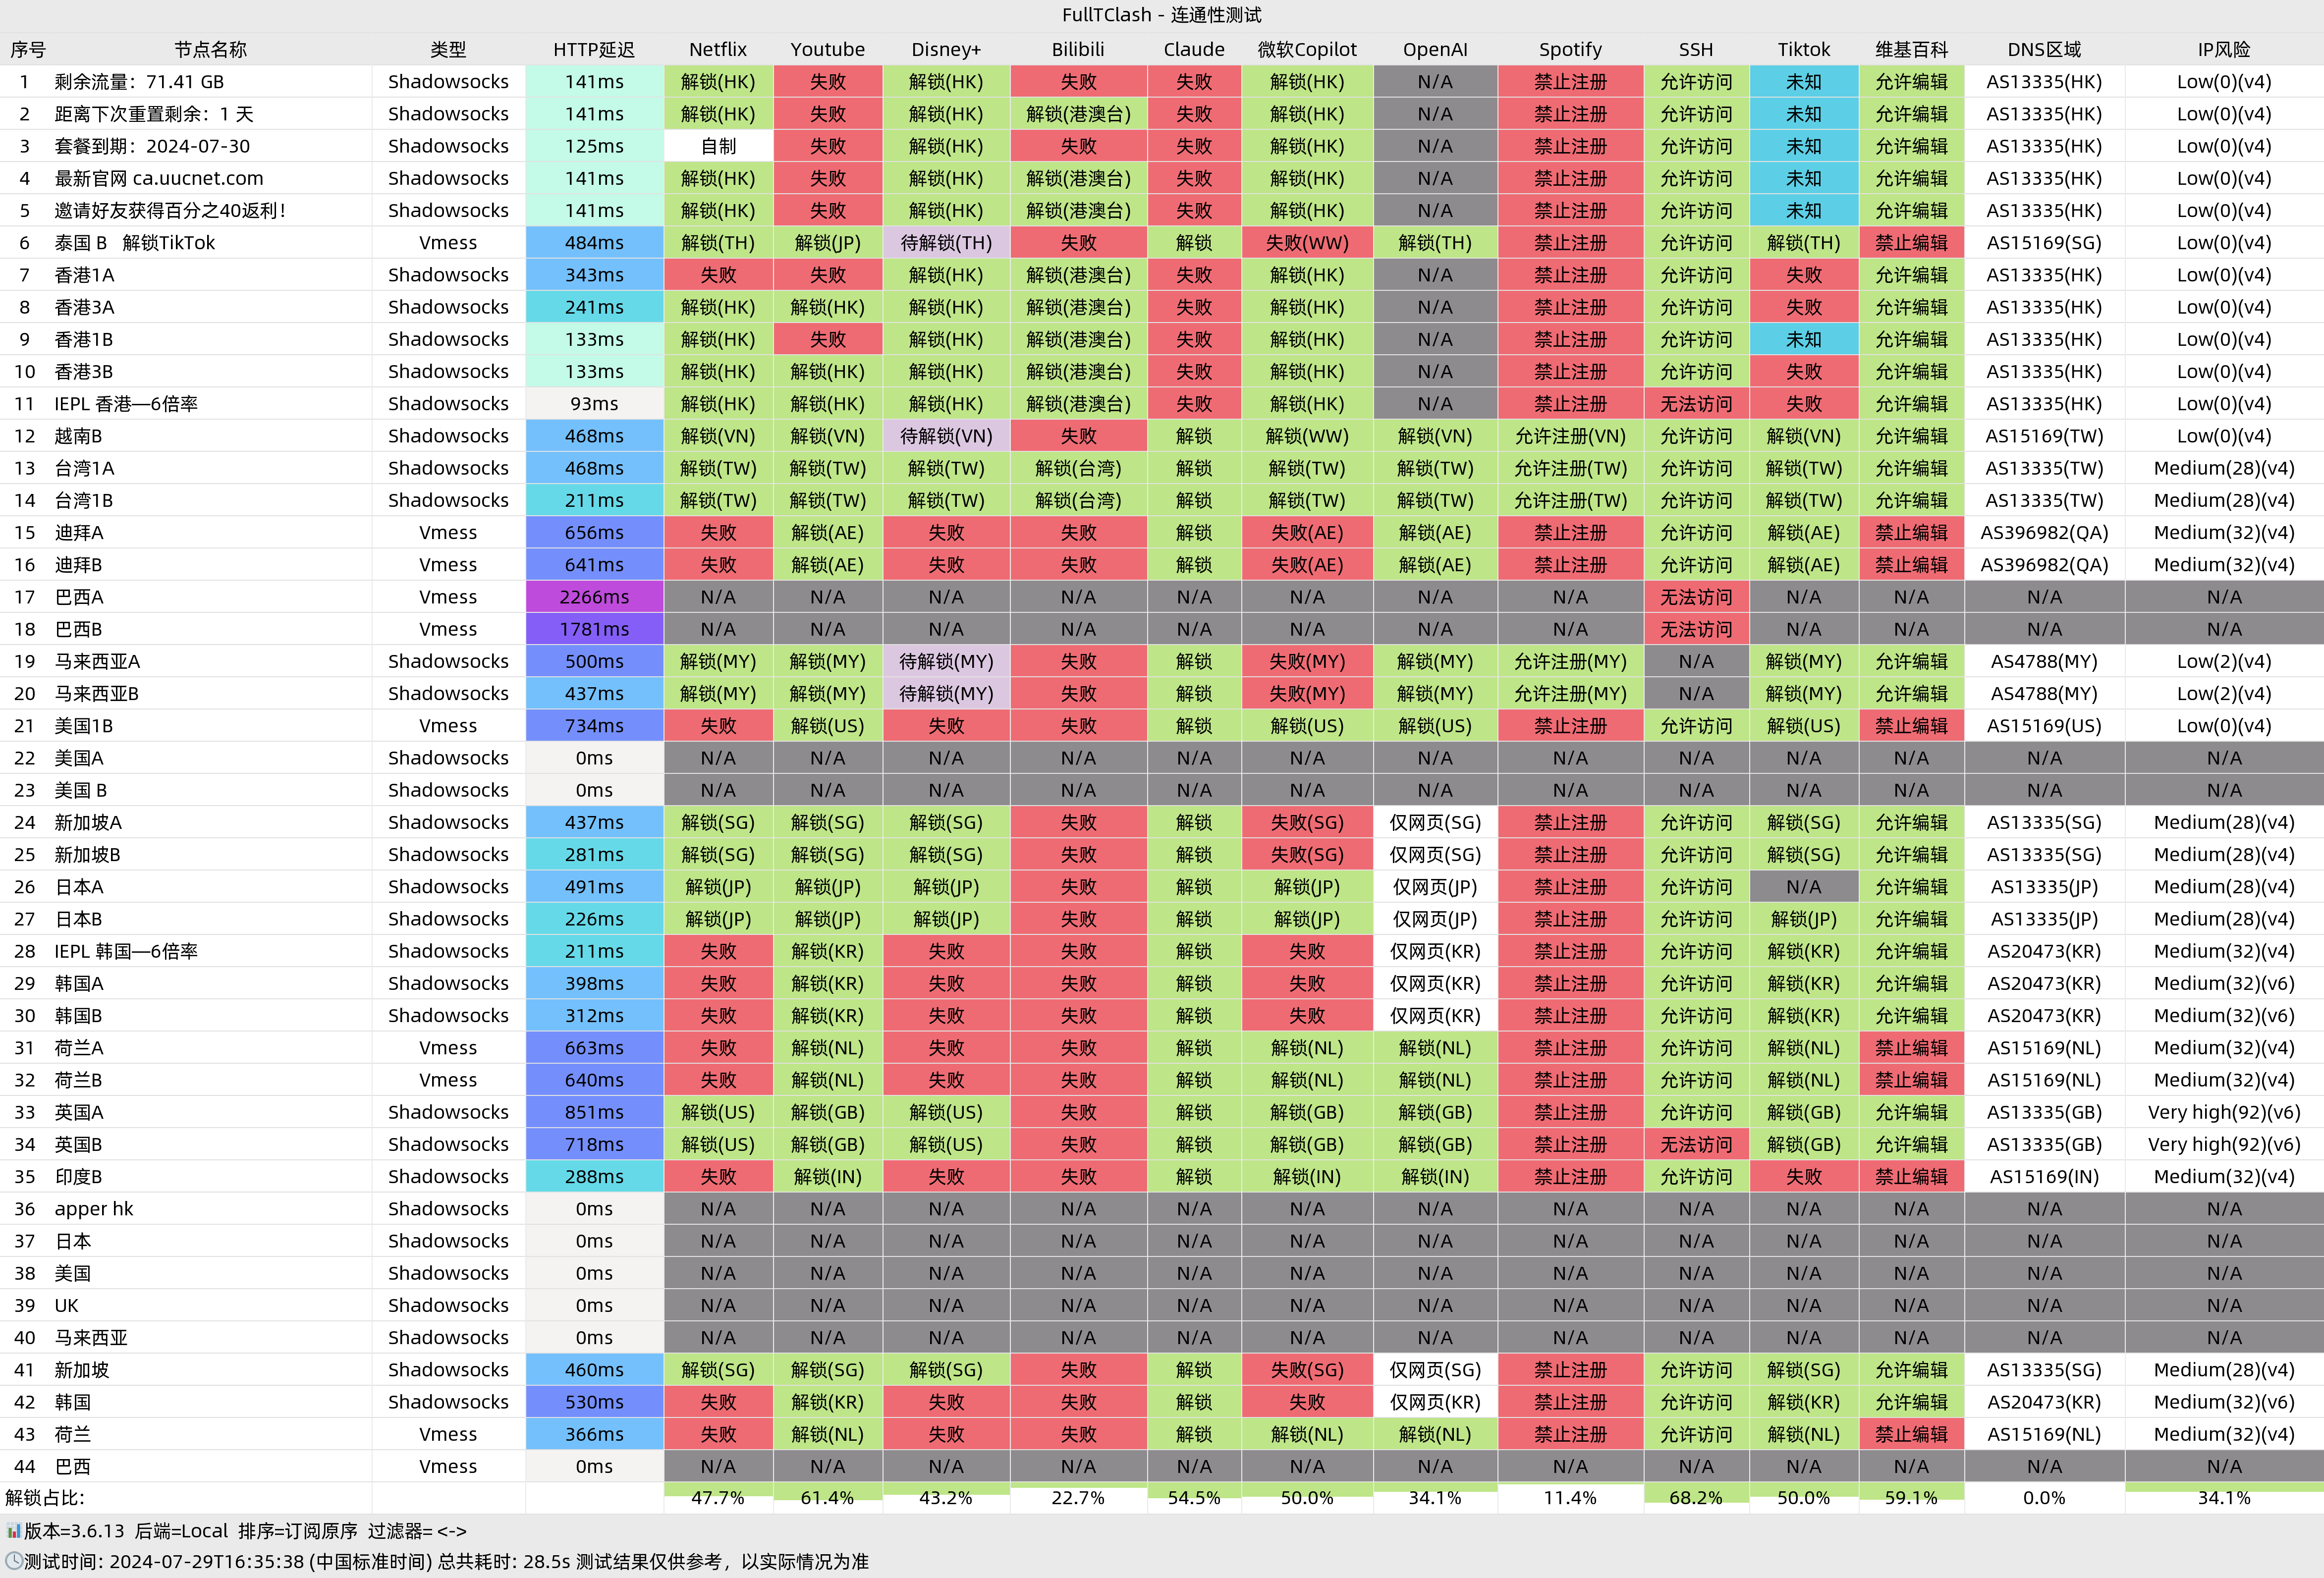 FullTClash - 连通性测试
序号 节点名称 类型 HTTP延迟 Netflix Youtube Disney+ Bilibili Claude 微软Copilot OpenAI Spotify SSH Tiktok 维基百科 DNS区域 IP风险
1 剩余流量：71.41 GB Shadowsocks 141ms 解锁(HK) 失败 解锁(HK) 失败 失败 解锁(HK) N/A 禁止注册 允许访问 未知 允许编辑 AS13335(HK) Low(0)(v4)
2 距离下次重置剩余：1 天 Shadowsocks 141ms 解锁(HK) 失败 解锁(HK) 解锁(港澳台) 失败 解锁(HK) N/A 禁止注册 允许访问 未知 允许编辑 AS13335(HK) Low(0)(v4)
3 套餐到期：2024-07-30 Shadowsocks 125ms 自制 失败 解锁(HK) 失败 失败 解锁(HK) N/A 禁止注册 允许访问 未知 允许编辑 AS13335(HK) Low(0)(v4)
4 最新官网 ca.uucnet.com Shadowsocks 141ms 解锁(HK) 失败 解锁(HK) 解锁(港澳台) 失败 解锁(HK) N/A 禁止注册 允许访问 未知 允许编辑 AS13335(HK) Low(0)(v4)
5 邀请好友获得百分之40返利！ Shadowsocks 141ms 解锁(HK) 失败 解锁(HK) 解锁(港澳台) 失败 解锁(HK) N/A 禁止注册 允许访问 未知 允许编辑 AS13335(HK) Low(0)(v4)
6 泰国 B 解锁TikTok Vmess 484ms 解锁(TH) 解锁(JP) 待解锁(TH) 失败 解锁 失败(WW) 解锁(TH) 禁止注册 允许访问 解锁(TH) 禁止编辑 AS15169(SG) Low(0)(v4)
7 香港1A Shadowsocks 343ms 失败 失败 解锁(HK) 解锁(港澳台) 失败 解锁(HK) N/A 禁止注册 允许访问 失败 允许编辑 AS13335(HK) Low(0)(v4)
8 香港3A Shadowsocks 241ms 解锁(HK) 解锁(HK) 解锁(HK) 解锁(港澳台) 失败 解锁(HK) N/A 禁止注册 允许访问 失败 允许编辑 AS13335(HK) Low(0)(v4)
9 香港1B Shadowsocks 133ms 解锁(HK) 失败 解锁(HK) 解锁(港澳台) 失败 解锁(HK) N/A 禁止注册 允许访问 未知 允许编辑 AS13335(HK) Low(0)(v4)
10 香港3B Shadowsocks 133ms 解锁(HK) 解锁(HK) 解锁(HK) 解锁(港澳台) 失败 解锁(HK) N/A 禁止注册 允许访问 失败 允许编辑 AS13335(HK) Low(0)(v4)
11 IEPL 香港—6倍率 Shadowsocks 93ms 解锁(HK) 解锁(HK) 解锁(HK) 解锁(港澳台) 失败 解锁(HK) N/A 禁止注册 无法访问 失败 允许编辑 AS13335(HK) Low(0)(v4)
12 越南B Shadowsocks 468ms 解锁(VN) 解锁(VN) 待解锁(VN) 失败 解锁 解锁(WW) 解锁(VN) 允许注册(VN) 允许访问 解锁(VN) 允许编辑 AS15169(TW) Low(0)(v4)
13 台湾1A Shadowsocks 468ms 解锁(TW) 解锁(TW) 解锁(TW) 解锁(台湾) 解锁 解锁(TW) 解锁(TW) 允许注册(TW) 允许访问 解锁(TW) 允许编辑 AS13335(TW) Medium(28)(v4)
14 台湾1B Shadowsocks 211ms 解锁(TW) 解锁(TW) 解锁(TW) 解锁(台湾) 解锁 解锁(TW) 解锁(TW) 允许注册(TW) 允许访问 解锁(TW) 允许编辑 AS13335(TW) Medium(28)(v4)
15 迪拜A Vmess 656ms 失败 解锁(AE) 失败 失败 解锁 失败(AE) 解锁(AE) 禁止注册 允许访问 解锁(AE) 禁止编辑 AS396982(QA) Medium(32)(v4)
16 迪拜B Vmess 641ms 失败 解锁(AE) 失败 失败 解锁 失败(AE) 解锁(AE) 禁止注册 允许访问 解锁(AE) 禁止编辑 AS396982(QA) Medium(32)(v4)
17 巴西A Vmess 2266ms N/A N/A N/A N/A N/A N/A N/A N/A 无法访问 N/A N/A N/A N/A
18 巴西B Vmess 1781ms N/A N/A N/A N/A N/A N/A N/A N/A 无法访问 N/A N/A N/A N/A
19 马来西亚A Shadowsocks 500ms 解锁(MY) 解锁(MY) 待解锁(MY) 失败 解锁 失败(MY) 解锁(MY) 允许注册(MY) N/A 解锁(MY) 允许编辑 AS4788(MY) Low(2)(v4)
20 马来西亚B Shadowsocks 437ms 解锁(MY) 解锁(MY) 待解锁(MY) 失败 解锁 失败(MY) 解锁(MY) 允许注册(MY) N/A 解锁(MY) 允许编辑 AS4788(MY) Low(2)(v4)
21 美国1B Vmess 734ms 失败 解锁(US) 失败 失败 解锁 解锁(US) 解锁(US) 禁止注册 允许访问 解锁(US) 禁止编辑 AS15169(US) Low(0)(v4)
22 美国A Shadowsocks 0ms N/A N/A N/A N/A N/A N/A N/A N/A N/A N/A N/A N/A N/A
23 美国 B Shadowsocks 0ms N/A N/A N/A N/A N/A N/A N/A N/A N/A N/A N/A N/A N/A
24 新加坡A Shadowsocks 437ms 解锁(SG) 解锁(SG) 解锁(SG) 失败 解锁 失败(SG) 仅网页(SG) 禁止注册 允许访问 解锁(SG) 允许编辑 AS13335(SG) Medium(28)(v4)
25 新加坡B Shadowsocks 281ms 解锁(SG) 解锁(SG) 解锁(SG) 失败 解锁 失败(SG) 仅网页(SG) 禁止注册 允许访问 解锁(SG) 允许编辑 AS13335(SG) Medium(28)(v4)
26 日本A Shadowsocks 491ms 解锁(JP) 解锁(JP) 解锁(JP) 失败 解锁 解锁(JP) 仅网页(JP) 禁止注册 允许访问 N/A 允许编辑 AS13335(JP) Medium(28)(v4)
27 日本B Shadowsocks 226ms 解锁(JP) 解锁(JP) 解锁(JP) 失败 解锁 解锁(JP) 仅网页(JP) 禁止注册 允许访问 解锁(JP) 允许编辑 AS13335(JP) Medium(28)(v4)
28 IEPL 韩国—6倍率 Shadowsocks 211ms 失败 解锁(KR) 失败 失败 解锁 失败 仅网页(KR) 禁止注册 允许访问 解锁(KR) 允许编辑 AS20473(KR) Medium(32)(v4)
29 韩国A Shadowsocks 398ms 失败 解锁(KR) 失败 失败 解锁 失败 仅网页(KR) 禁止注册 允许访问 解锁(KR) 允许编辑 AS20473(KR) Medium(32)(v6)
30 韩国B Shadowsocks 312ms 失败 解锁(KR) 失败 失败 解锁 失败 仅网页(KR) 禁止注册 允许访问 解锁(KR) 允许编辑 AS20473(KR) Medium(32)(v6)
31 荷兰A Vmess 663ms 失败 解锁(NL) 失败 失败 解锁 解锁(NL) 解锁(NL) 禁止注册 允许访问 解锁(NL) 禁止编辑 AS15169(NL) Medium(32)(v4)
32 荷兰B Vmess 640ms 失败 解锁(NL) 失败 失败 解锁 解锁(NL) 解锁(NL) 禁止注册 允许访问 解锁(NL) 禁止编辑 AS15169(NL) Medium(32)(v4)
33 英国A Shadowsocks 851ms 解锁(US) 解锁(GB) 解锁(US) 失败 解锁 解锁(GB) 解锁(GB) 禁止注册 允许访问 解锁(GB) 允许编辑 AS13335(GB) Very high(92)(v6)
34 英国B Shadowsocks 718ms 解锁(US) 解锁(GB) 解锁(US) 失败 解锁 解锁(GB) 解锁(GB) 禁止注册 无法访问 解锁(GB) 允许编辑 AS13335(GB) Very high(92)(v6)
35 印度B Shadowsocks 288ms 失败 解锁(IN) 失败 失败 解锁 解锁(IN) 解锁(IN) 禁止注册 允许访问 失败 禁止编辑 AS15169(IN) Medium(32)(v4)
36 apper hk Shadowsocks 0ms N/A N/A N/A N/A N/A N/A N/A N/A N/A N/A N/A N/A N/A
37 日本 Shadowsocks 0ms N/A N/A N/A N/A N/A N/A N/A N/A N/A N/A N/A N/A N/A
38 美国 Shadowsocks 0ms N/A N/A N/A N/A N/A N/A N/A N/A N/A N/A N/A N/A N/A
39 UK Shadowsocks 0ms N/A N/A N/A N/A N/A N/A N/A N/A N/A N/A N/A N/A N/A
40 马来西亚 Shadowsocks 0ms N/A N/A N/A N/A N/A N/A N/A N/A N/A N/A N/A N/A N/A
41 新加坡 Shadowsocks 460ms 解锁(SG) 解锁(SG) 解锁(SG) 失败 解锁 失败(SG) 仅网页(SG) 禁止注册 允许访问 解锁(SG) 允许编辑 AS13335(SG) Medium(28)(v4)
42 韩国 Shadowsocks 530ms 失败 解锁(KR) 失败 失败 解锁 失败 仅网页(KR) 禁止注册 允许访问 解锁(KR) 允许编辑 AS20473(KR) Medium(32)(v6)
43 荷兰 Vmess 366ms 失败 解锁(NL) 失败 失败 解锁 解锁(NL) 解锁(NL) 禁止注册 允许访问 解锁(NL) 禁止编辑 AS15169(NL) Medium(32)(v4)
44 巴西 Vmess 0ms N/A N/A N/A N/A N/A N/A N/A N/A N/A N/A N/A N/A N/A
解锁占比： 47.7% 61.4% 43.2% 22.7% 54.5% 50.0% 34.1% 11.4% 68.2% 50.0% 59.1% 0.0% 34.1%
📊版本=3.6.13 后端=Local 排序=订阅原序 过滤器= <->
🕓测试时间: 2024-07-29T16:35:38 (中国标准时间) 总共耗时: 28.5s 测试结果仅供参考，以实际情况为准